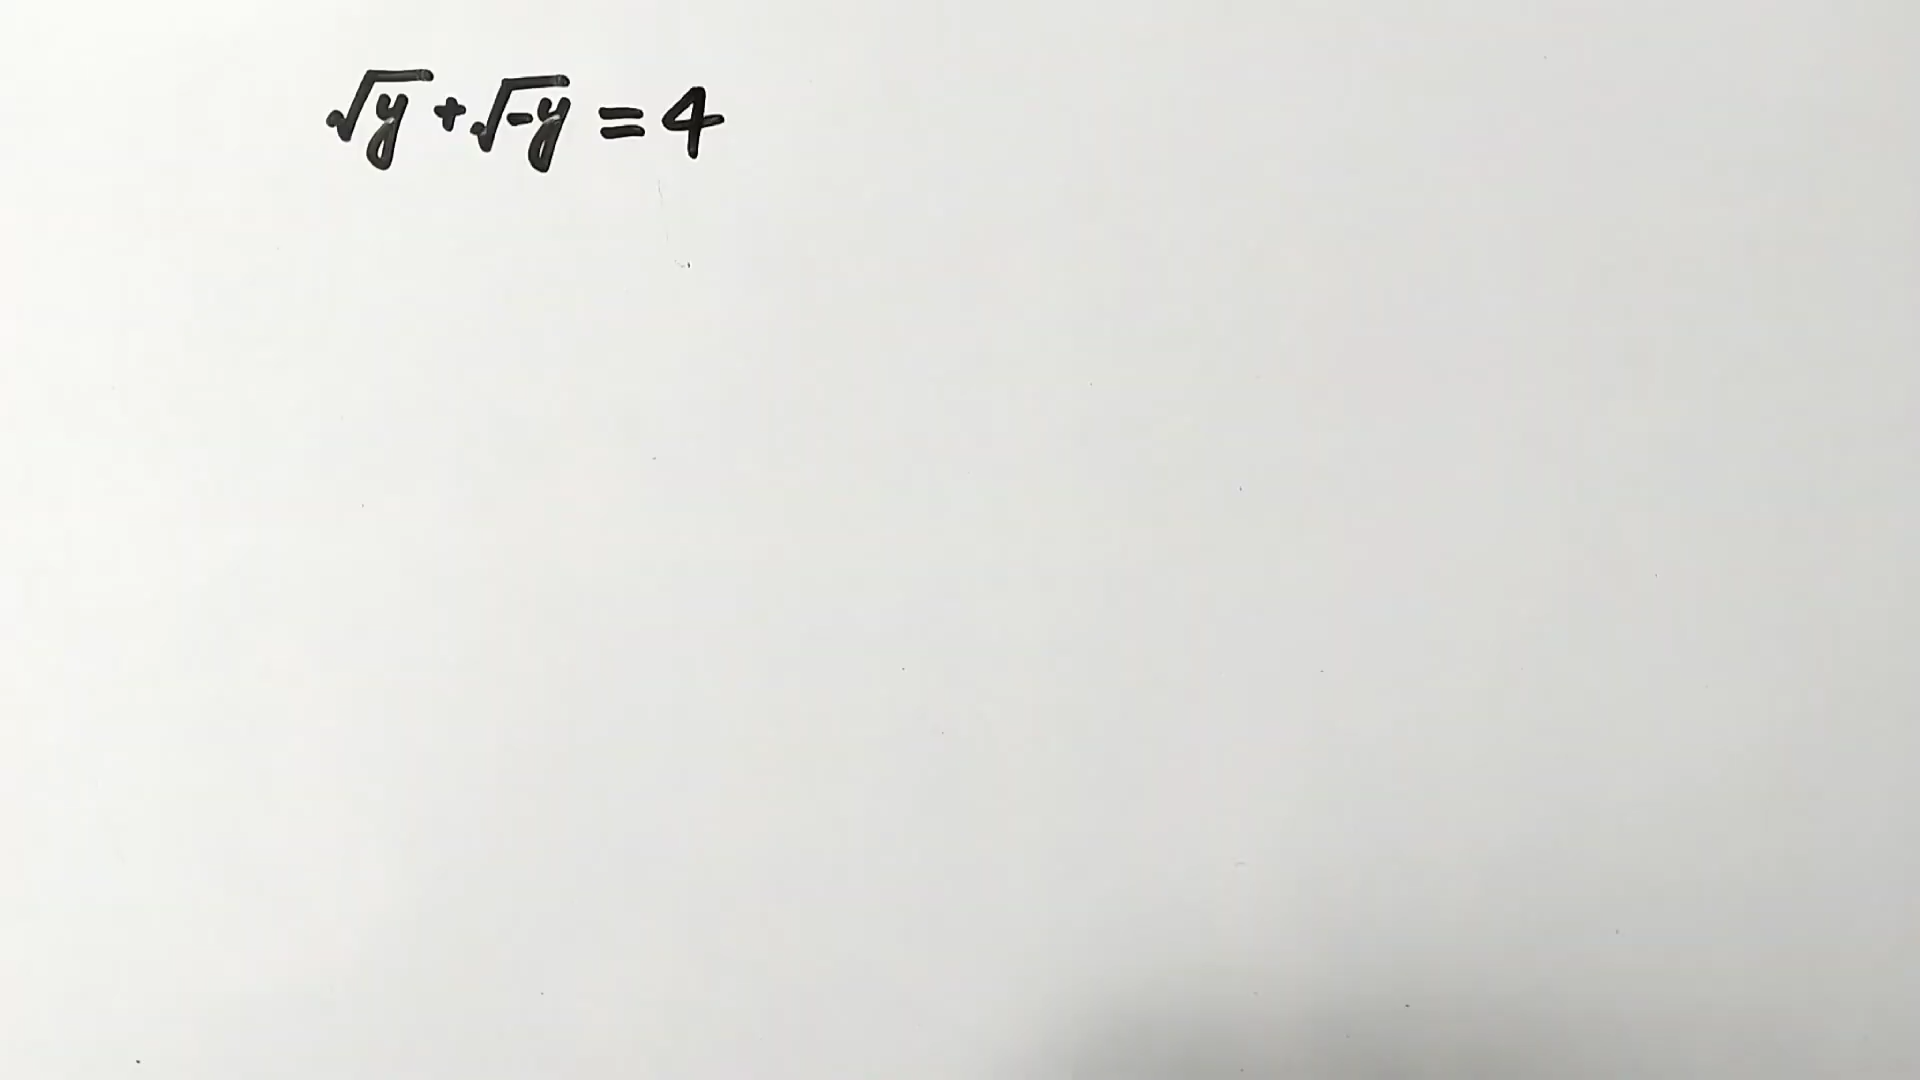 √y + √-y = 4